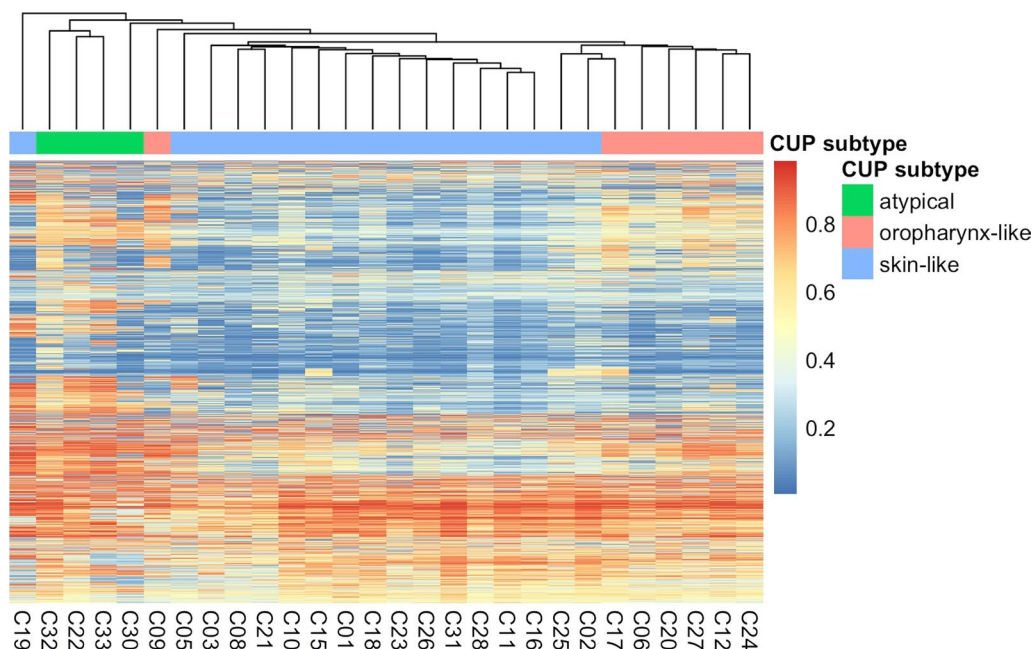 CUP subtype
CUP subtype
atypical
oropharynx-like
skin-like
0.8
0.6
0.4
0.2
C19
C32
C22
C33
C30
C09
C05
C03
C08
C21
C10
C15
C01
C18
C23
C26
C31
C28
C11
C16
C25
C02
C17
C06
C20
C27
C12
C24